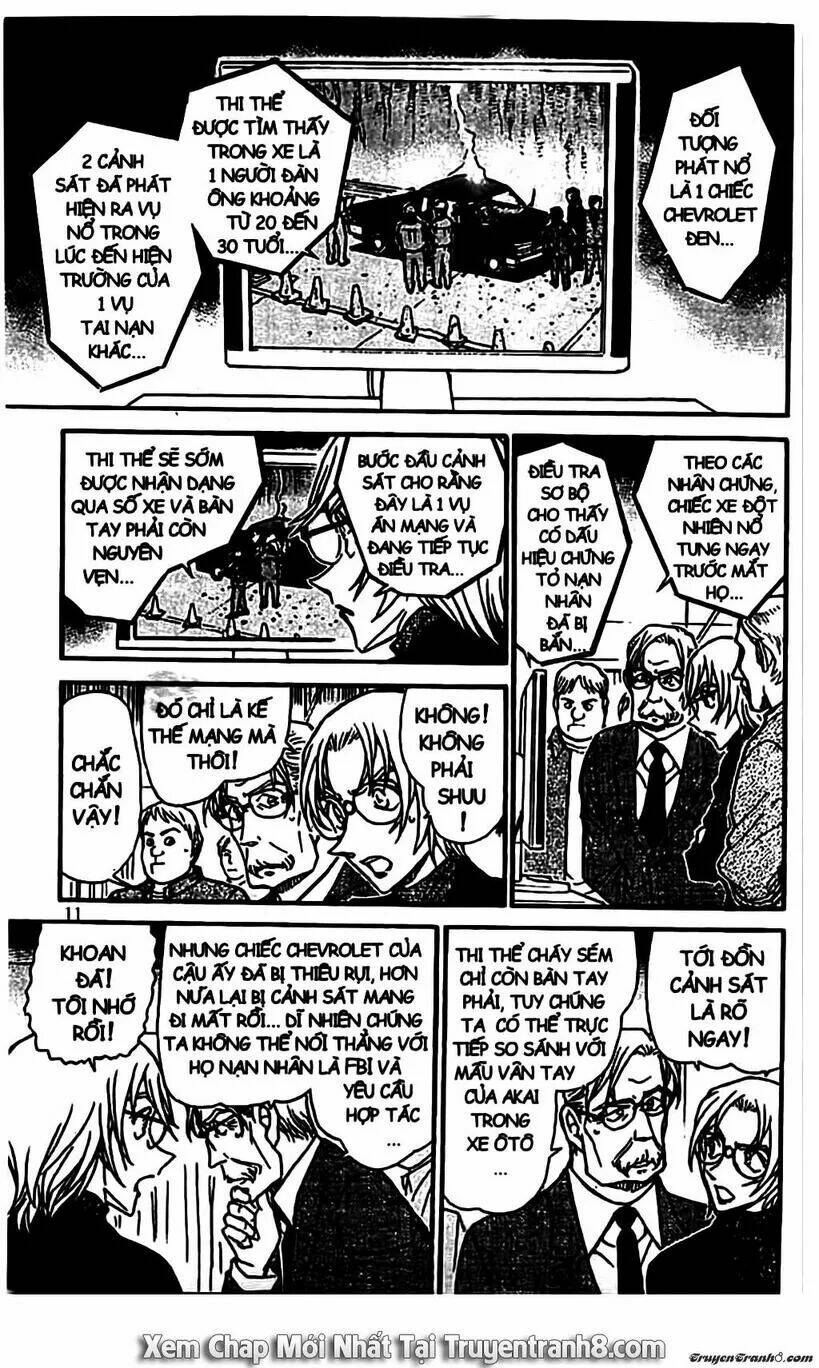 ĐỐI
TƯỢNG
PHÁT NỔ
LÀ 1 CHIẾC
CHEVROLET
ĐEN...
THI THỂ
ĐƯỢC TÌM THẤY
TRONG XE LÀ
1 NGƯỜI ĐÀN
ÔNG KHOẢNG
TỪ 20 ĐẾN
30 TUỔI...
2 CẢNH
SÁT ĐÃ PHÁT
HIỆN RA VỤ
NỔ TRONG
LÚC ĐẾN HIỆN
TRƯỜNG CỦA
1 VỤ
TAI NẠN
KHÁC...
THEO CÁC
NHÂN CHỨNG,
CHIẾC XE ĐỘT
NHIÊN NỔ
TUNG NGAY
TRƯỚC MẮT
HỌ...
ĐIỀU TRA
SƠ BỘ
CHO THẤY
CÓ DẤU
HIỆU CHỨNG
TỎ NẠN
NHÂN
ĐÃ BỊ
BẮN...
BƯỚC ĐẦU CẢNH
SÁT CHO RẰNG
ĐÂY LÀ 1 VỤ
ÁN MẠNG VÀ
ĐANG TIẾP TỤC
ĐIỀU TRA...
THI THỂ SẼ SỚM
ĐƯỢC NHẬN DẠNG
QUA SỐ XE VÀ BÀN
TAY PHẢI CÒN
NGUYÊN
VẸN...
KHÔNG!
KHÔNG
PHẢI
SHUU
!
ĐÓ CHỈ LÀ KẺ
THẾ MẠNG MÀ
THÔI!
CHẮC
CHẮN
VẬY!
11
TỚI ĐỒN
CẢNH SÁT
LÀ RÕ
NGAY!
THI THỂ CHÁY SÉM
CHỈ CÒN BÀN TAY
PHẢI, TUY CHÚNG
TA CÓ THỂ TRỰC
TIẾP SO SÁNH VỚI
MẪU VÂN TAY
CỦA AKAI
TRONG
XE ÔTÔ
...
NHƯNG CHIẾC CHEVROLET CỦA
CẬU ẤY ĐÃ BỊ THIÊU RỤI, HƠN
NỮA LẠI BỊ CẢNH SÁT MANG
ĐI MẤT RỒI... DĨ NHIÊN CHÚNG
TA KHÔNG THỂ NÓI THẲNG VỚI
HỌ NẠN NHÂN LÀ FBI VÀ
YÊU CẦU
HỢP TÁC
...
KHOAN
ĐÃ!
TÔI NHỚ
RỒI!
Xem Chap Mới Nhất Tại Truyentranh8.com
TruyenTranh8.com